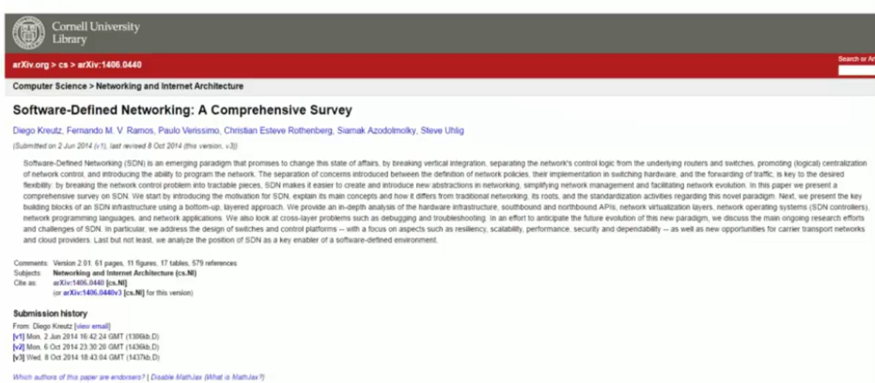 Cornell University
Library
arXiv.org > cs > arXiv:1406.0440
Search or Ar
Computer Science > Networking and Internet Architecture
Software-Defined Networking: A Comprehensive Survey
Diego Kreutz, Fernando M. V. Ramos, Paulo Verissimo, Christian Esteve Rothenberg, Siamak Azodolmolky, Steve Uhlig
(Submitted on 2 Jun 2014 (v1), last revised 8 Oct 2014 (this version, v3))
Software-Defined Networking (SDN) is an emerging paradigm that promises to change this state of affairs, by breaking vertical integration, separating the network's control logic from the underlying routers and switches, promoting (logical) centralization
of network control, and introducing the ability to program the network. The separation of concerns introduced between the definition of network policies, their implementation in switching hardware, and the forwarding of traffic, is key to the desired
flexibility: by breaking the network control problem into tractable pieces, SDN makes it easier to create and introduce new abstractions in networking, simplifying network management and facilitating network evolution. In this paper we present a
comprehensive survey on SDN. We start by introducing the motivation for SDN, explain its main concepts and how it differs from traditional networking, its roots, and the standardization activities regarding this novel paradigm. Next, we present the key
building blocks of an SDN infrastructure using a bottom-up, layered approach. We provide an in-depth analysis of the hardware infrastructure, southbound and northbound APIs, network virtualization layers, network operating systems (SDN controllers),
network programming languages, and network applications. We also look at cross-layer problems such as debugging and troubleshooting. In an effort to anticipate the future evolution of this new paradigm, we discuss the main ongoing research efforts
and challenges of SDN. In particular, we address the design of switches and control platforms -- with a focus on aspects such as resiliency, scalability, performance, security and dependability -- as well as new opportunities for carrier transport networks
and cloud providers. Last but not least, we analyze the position of SDN as a key enabler of a software-defined environment.
Comments: Version 2.01. 61 pages, 11 figures, 17 tables, 579 references
Subjects: Networking and Internet Architecture (cs.NI)
Cite as: arXiv:1406.0440 [cs.NI]
(or arXiv:1406.0440v3 [cs.NI] for this version)
Submission history
From: Diego Kreutz [view email]
[v1] Mon, 2 Jun 2014 16:42:24 GMT (1386kb,D)
[v2] Mon, 6 Oct 2014 23:30:20 GMT (1436kb,D)
[v3] Wed, 8 Oct 2014 18:43:04 GMT (1437kb,D)
Which authors of this paper are endorsers? | Disable MathJax (What is MathJax?)